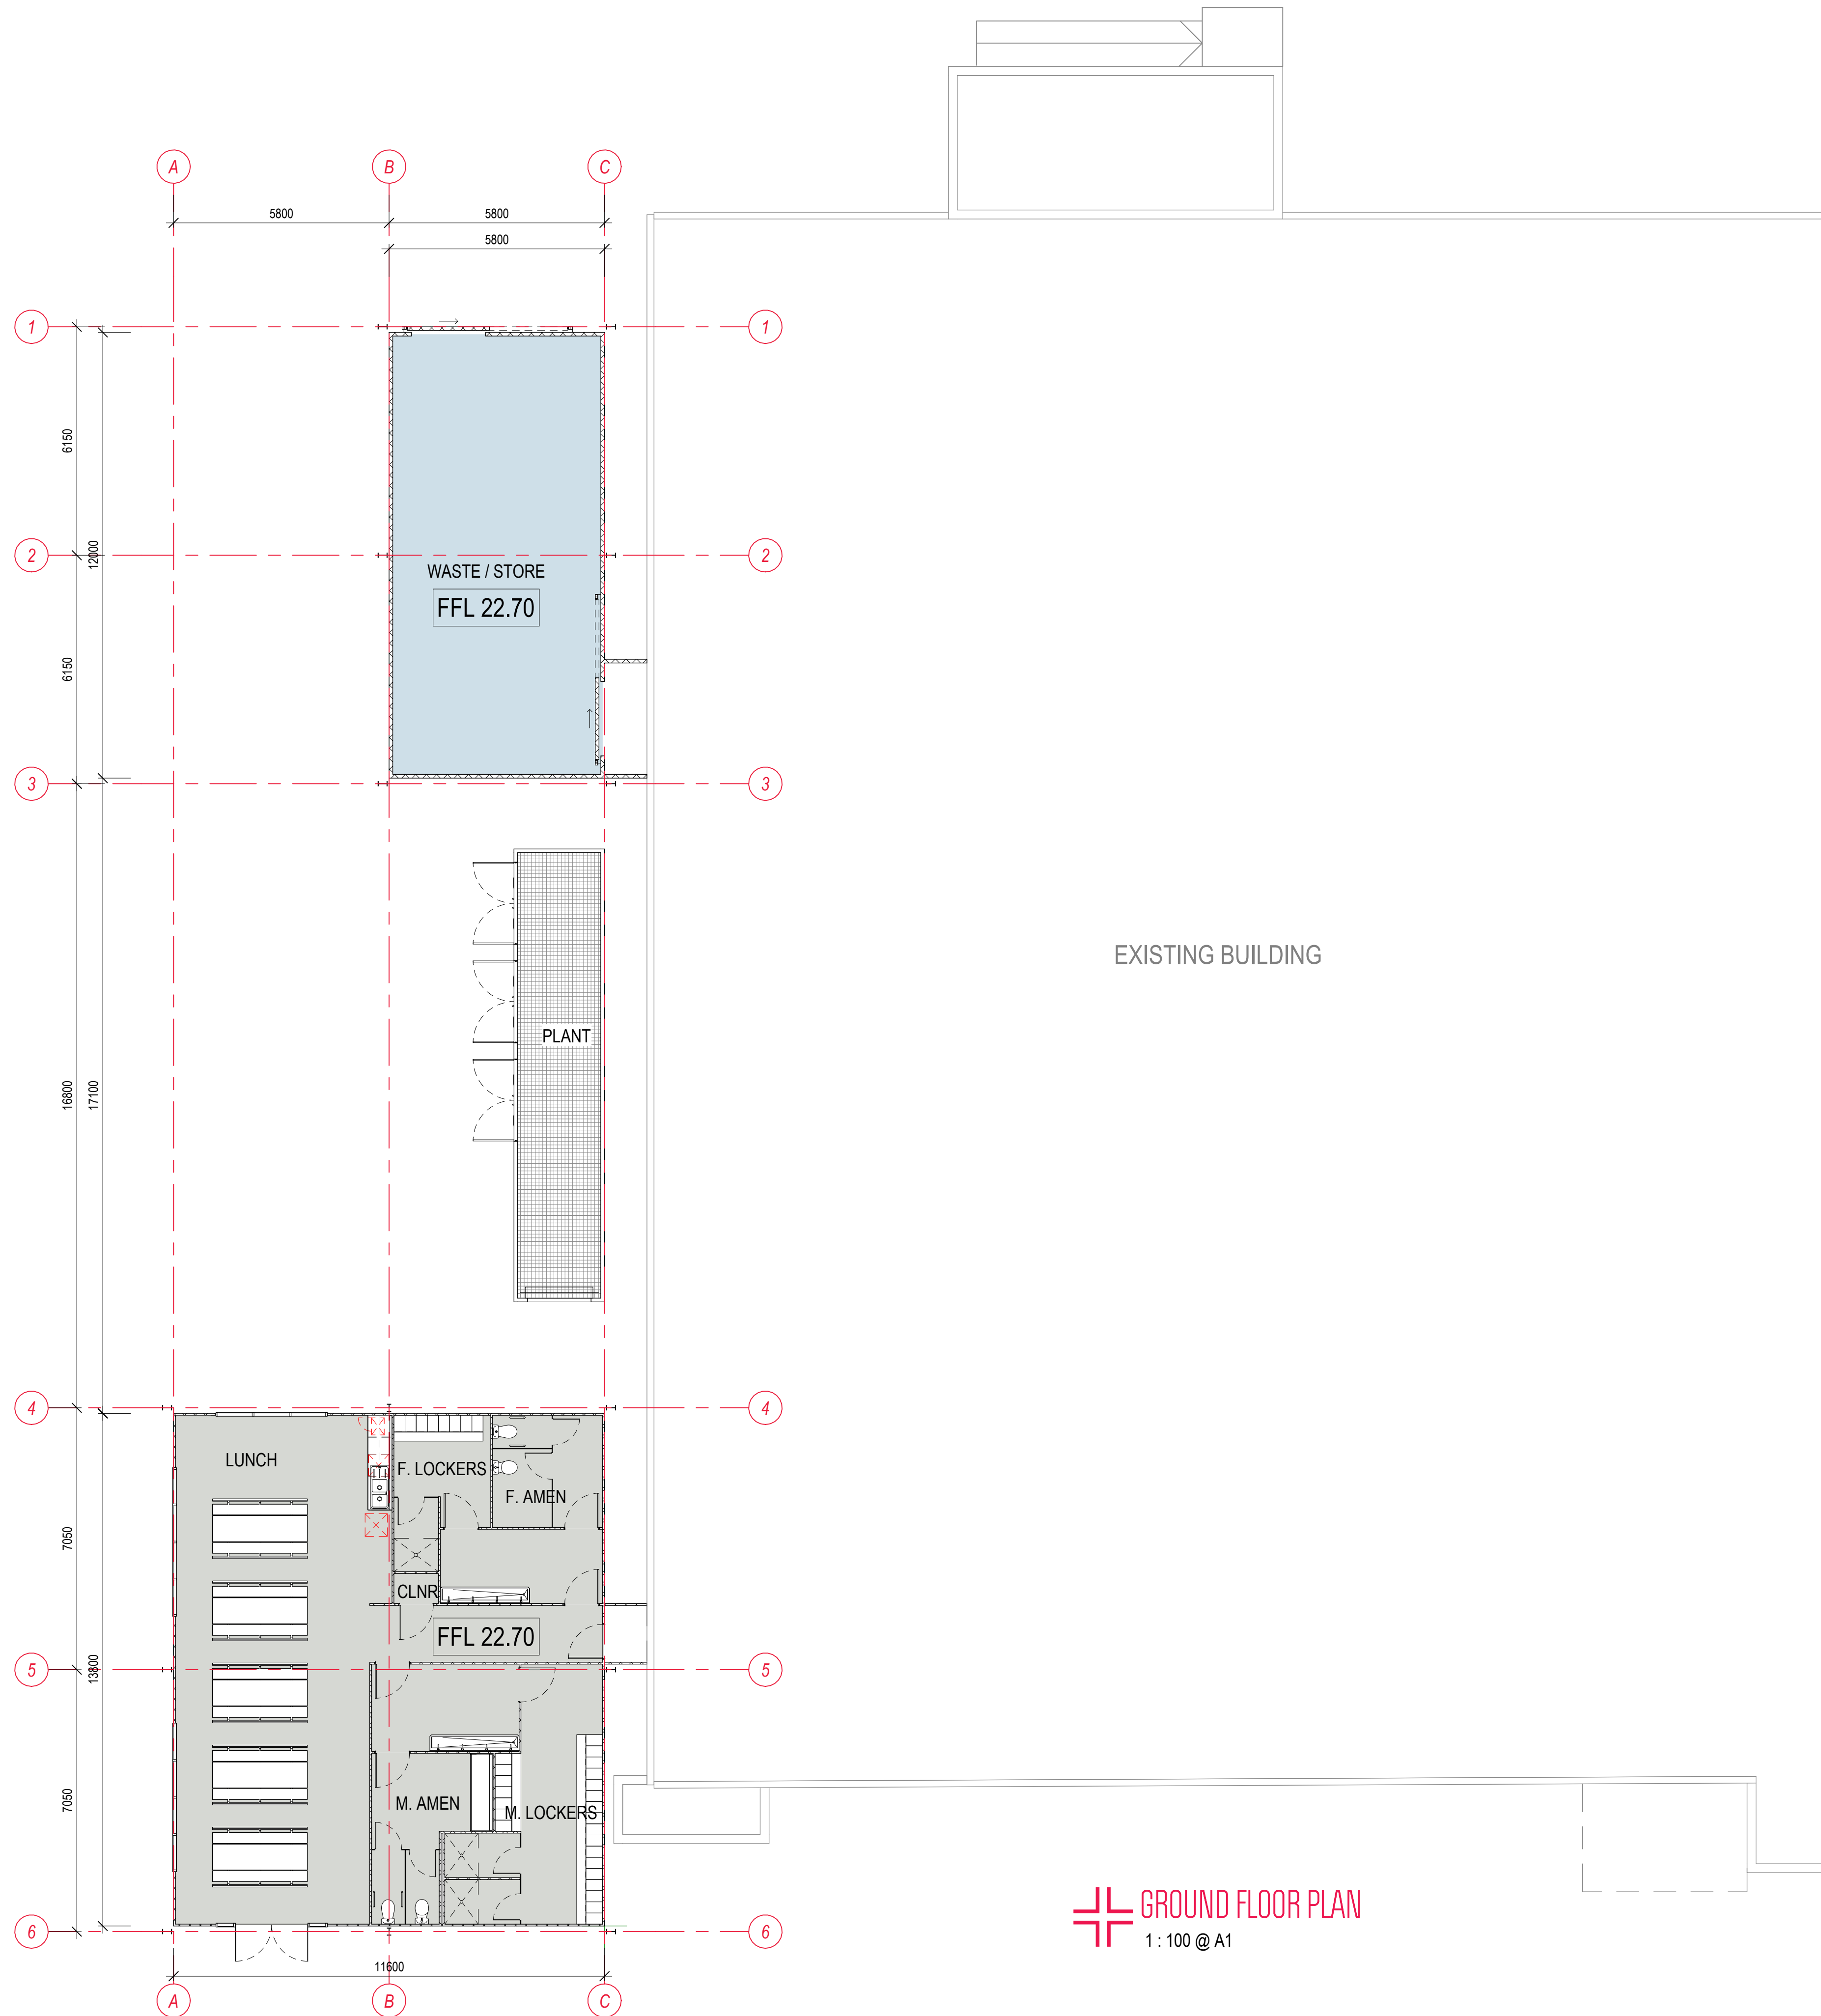 A
B
C
5800
5800
5800
1
1
6150
12000
2
2
WASTE / STORE
FFL 22.70
6150
3
3
EXISTING BUILDING
PLANT
16800
17100
4
4
LUNCH
F. LOCKERS
F. AMEN
7050
CLNR
FFL 22.70
5
5
13800
7050
M. AMEN
M. LOCKERS
GROUND FLOOR PLAN
6
6
1 : 100 @ A1
11600
A
B
C